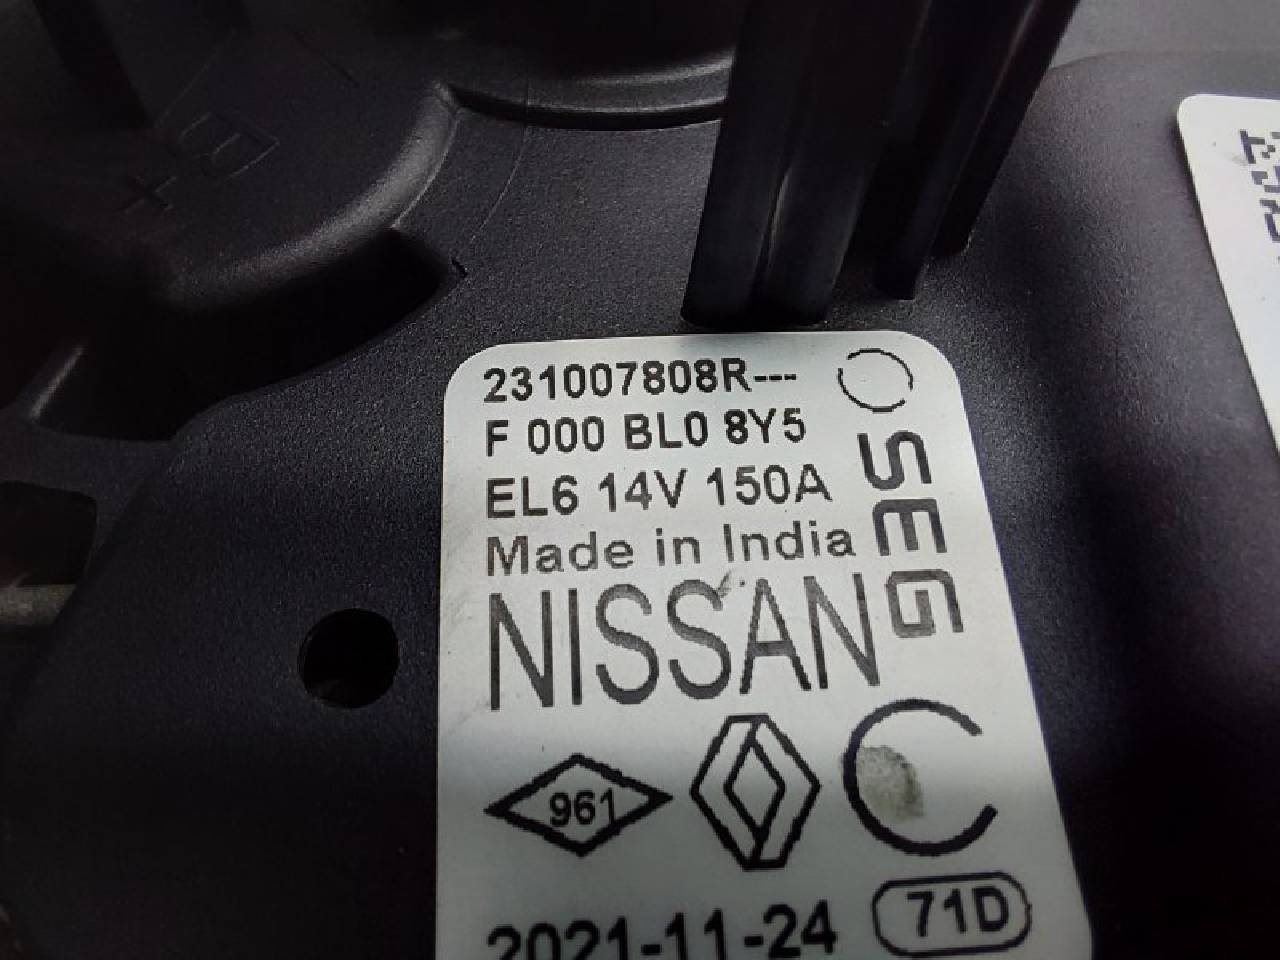 B+
231007808R---
F 000 BL0 8Y5
EL6 14V 150A
Made in India
SEG
NISSAN
961
C
2021-11-24
71D